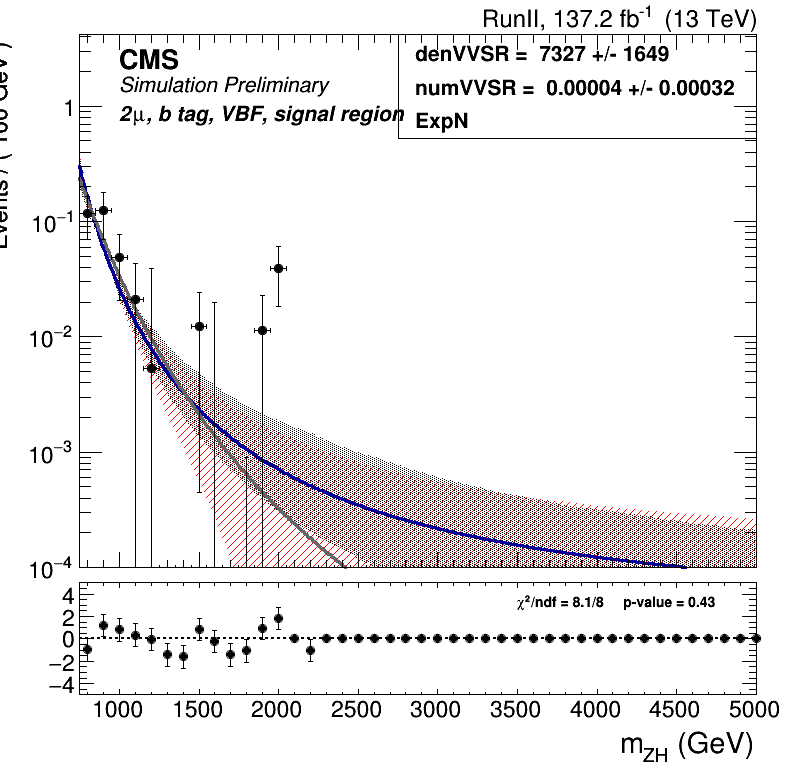 RunII, 137.2 fb-1 (13 TeV)
CMS
Simulation Preliminary
2μ, b tag, VBF, signal region
denVVSR = 7327 +/- 1649
numVVSR = 0.00004 +/- 0.00032
ExpN
Events / ( 100 GeV )
1
10−1
10−2
10−3
10−4
χ²/ndf = 8.1/8 p-value = 0.43
4
2
0
−2
−4
1000 1500 2000 2500 3000 3500 4000 4500 5000
mZH (GeV)